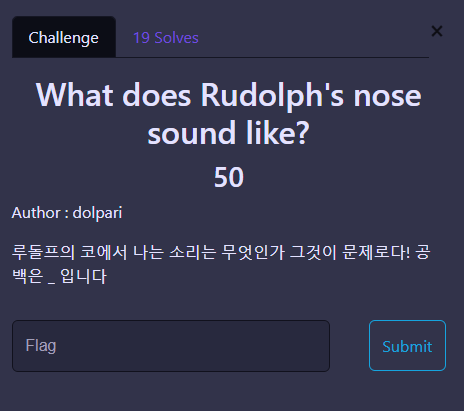 Challenge
19 Solves
×
What does Rudolph's nose
sound like?
50
Author : dolpari
루돌프의 코에서 나는 소리는 무엇인가 그것이 문제로다! 공
백은 _ 입니다
Flag
Submit